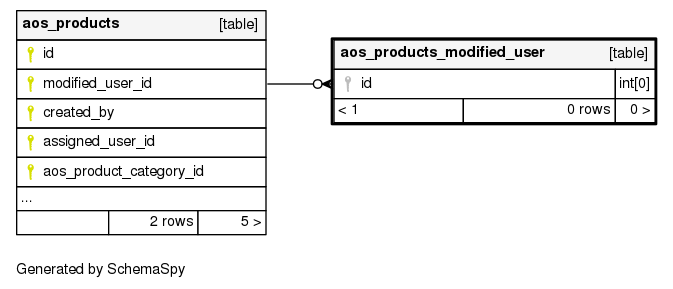 aos_products [table]
id
modified_user_id
created_by
assigned_user_id
aos_product_category_id
...
2 rows 5 >
aos_products_modified_user [table]
id int[0]
< 1 0 rows 0 >
Generated by SchemaSpy